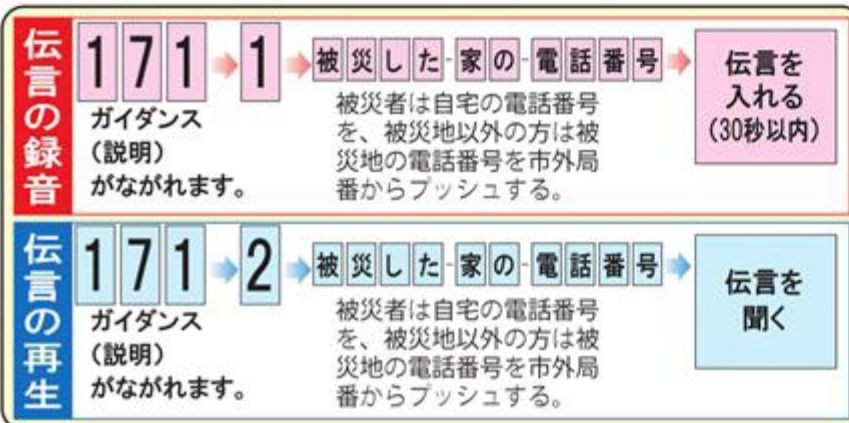 伝言の録音
171→1→被災した-家の-電話番号→
ガイダンス
(説明)
がながれます。
被災者は自宅の電話番号
を、被災地以外の方は被
災地の電話番号を市外局
番からプッシュする。
伝言を
入れる
(30秒以内)
伝言の再生
171→2→被災した-家の-電話番号→
ガイダンス
(説明)
がながれます。
被災者は自宅の電話番号
を、被災地以外の方は被
災地の電話番号を市外局
番からプッシュする。
伝言を
聞く